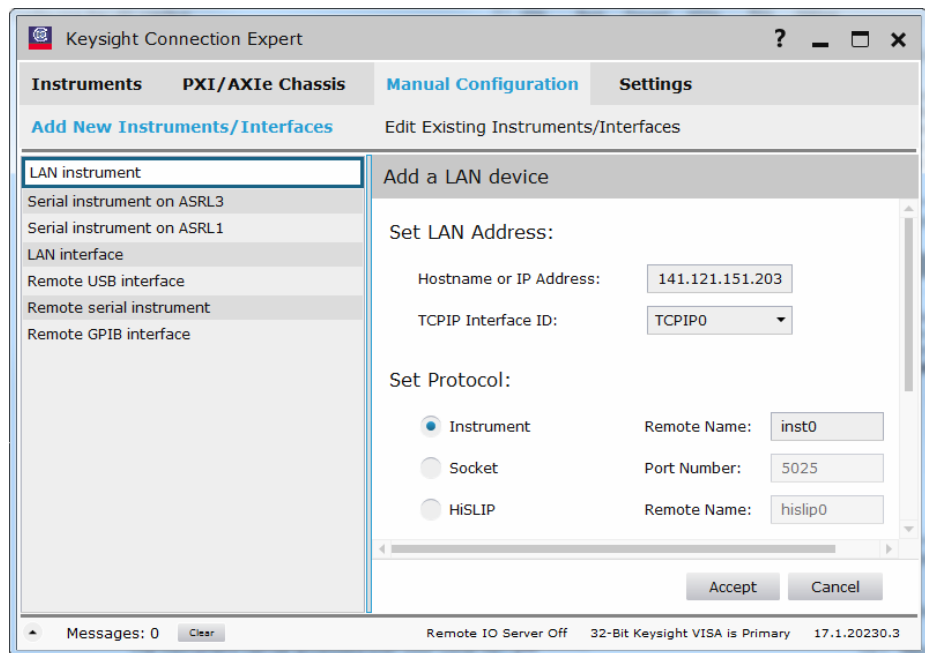 Keysight Connection Expert
Instruments PXI/AXIe Chassis Manual Configuration Settings
Add New Instruments/Interfaces Edit Existing Instruments/Interfaces
LAN instrument
Serial instrument on ASRL3
Serial instrument on ASRL1
LAN interface
Remote USB interface
Remote serial instrument
Remote GPIB interface
Add a LAN device
Set LAN Address:
Hostname or IP Address: 141.121.151.203
TCPIP Interface ID: TCPIP0
Set Protocol:
Instrument Remote Name: inst0
Socket Port Number: 5025
HiSLIP Remote Name: hislip0
Accept Cancel
Messages: 0 Clear Remote IO Server Off 32-Bit Keysight VISA is Primary 17.1.20230.3